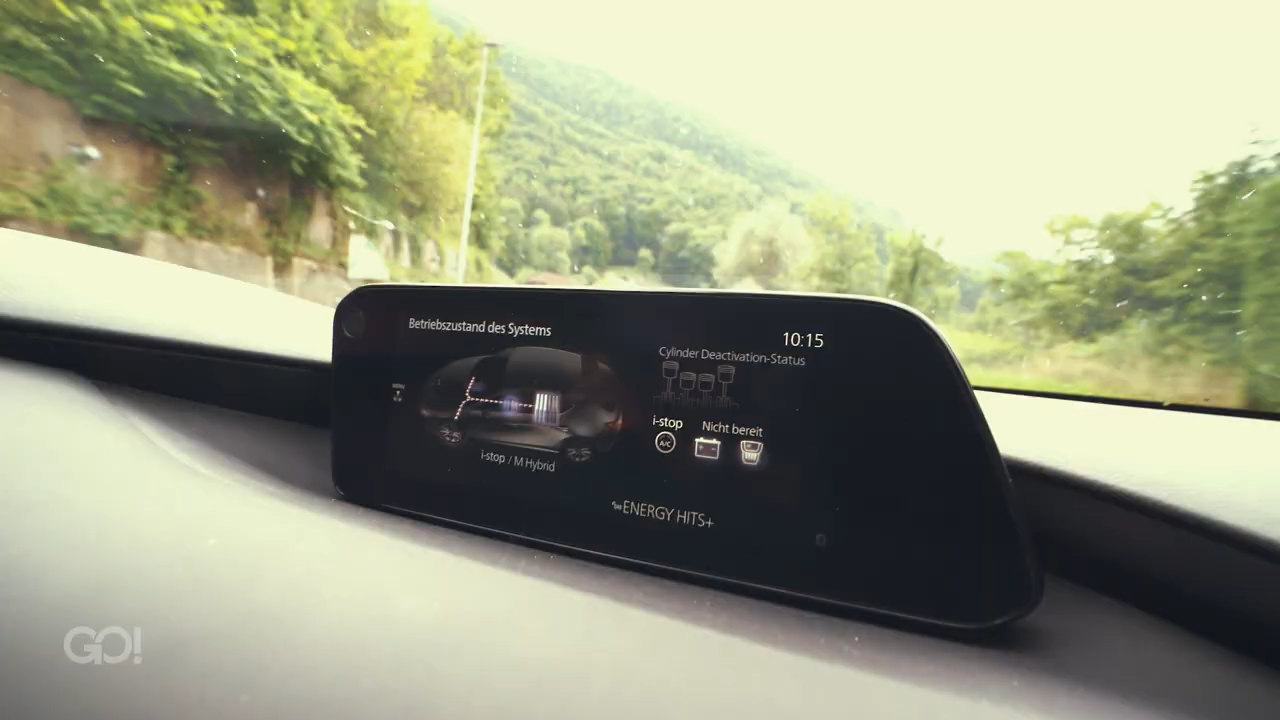 Betriebszustand des Systems
10:15
Cylinder Deactivation-Status
i-stop
Nicht bereit
A/C
i-stop / M Hybrid
ENERGY HITS+
GO!